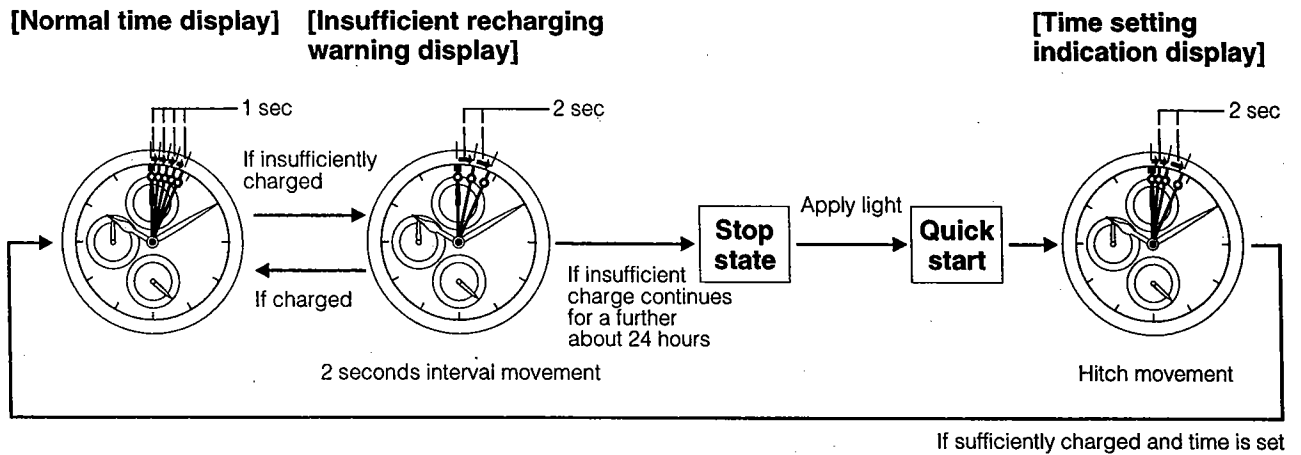 [Normal time display]
[Insufficient recharging
warning display]
[Time setting
indication display]
1 sec
2 sec
2 sec
If insufficiently
charged
If charged
If insufficient
charge continues
for a further
about 24 hours
Stop
state
Apply light
Quick
start
2 seconds interval movement
Hitch movement
If sufficiently charged and time is set